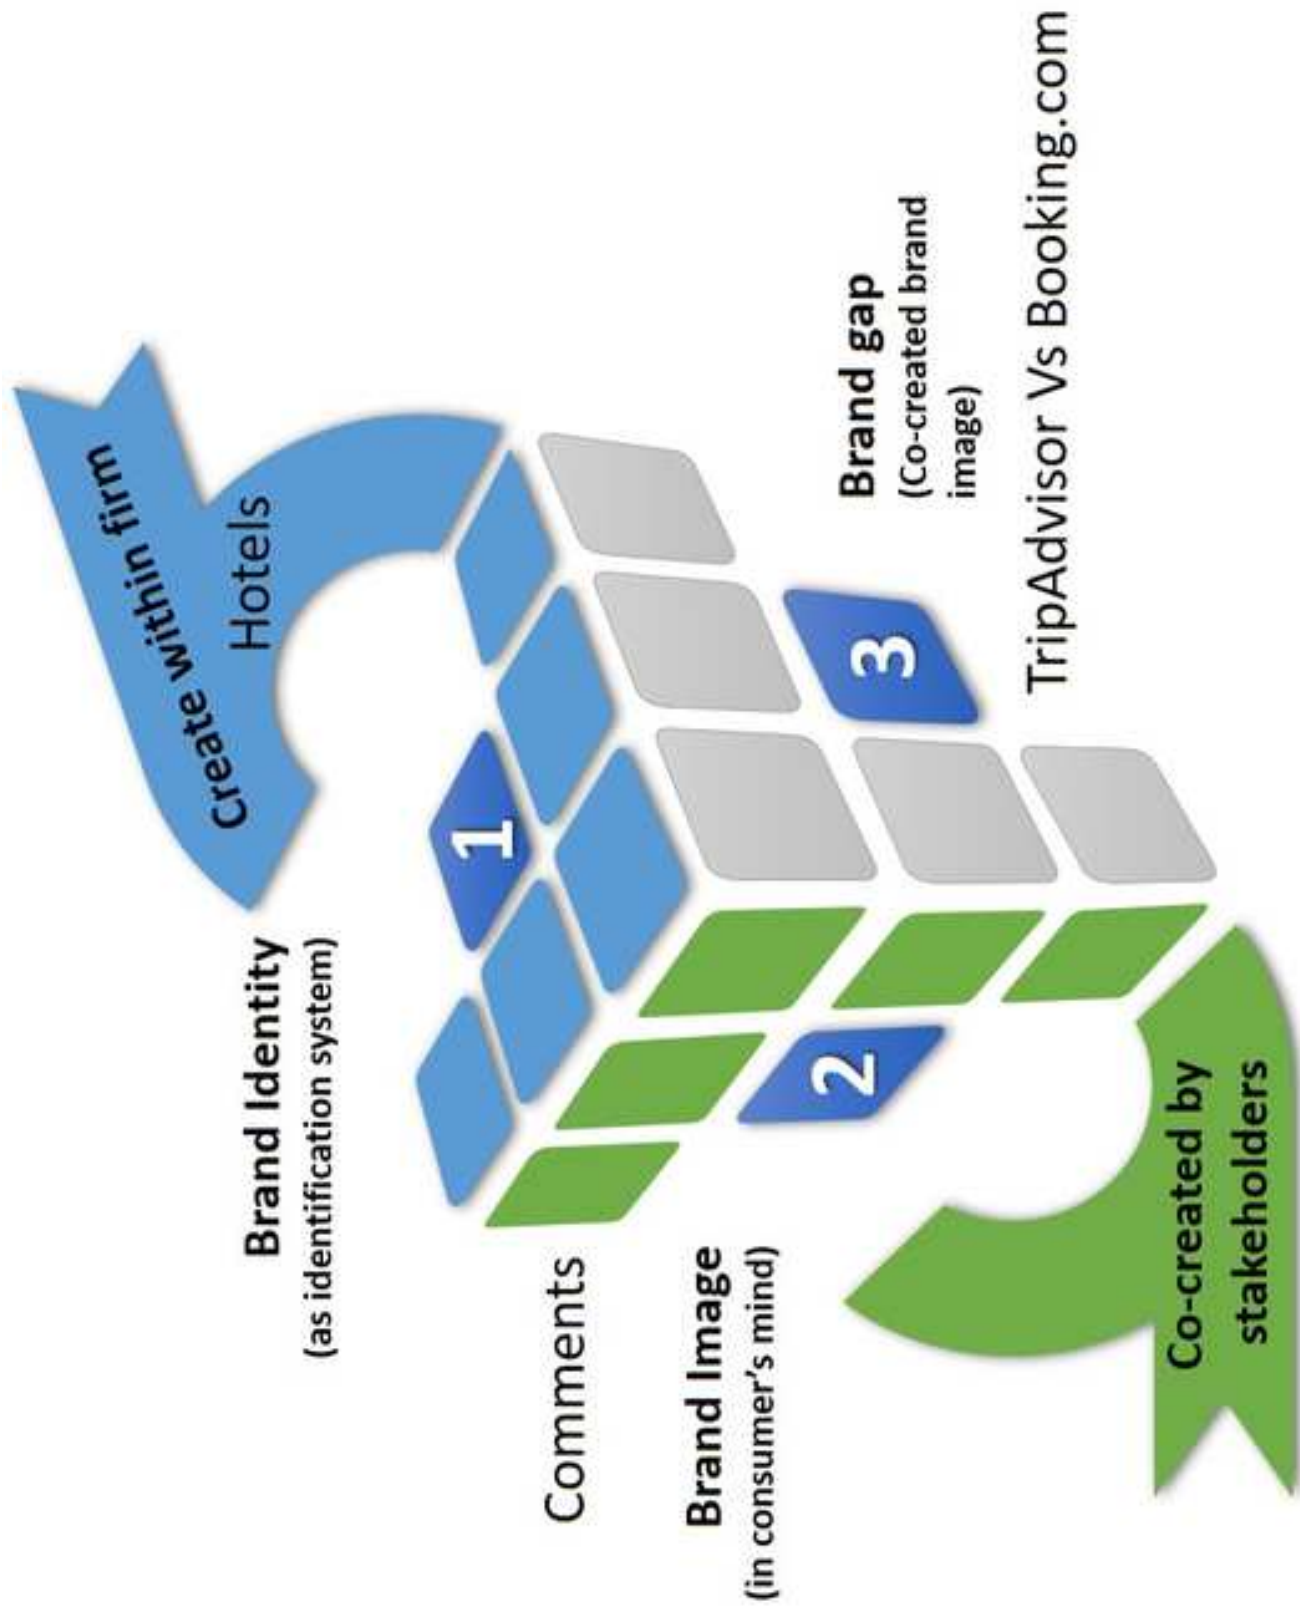 Create within firm
Hotels
Brand Identity
(as identification system)
1
Comments
Brand Image
(in consumer's mind)
2
3
Brand gap
(Co-created brand
image)
TripAdvisor Vs Booking.com
Co-created by
stakeholders